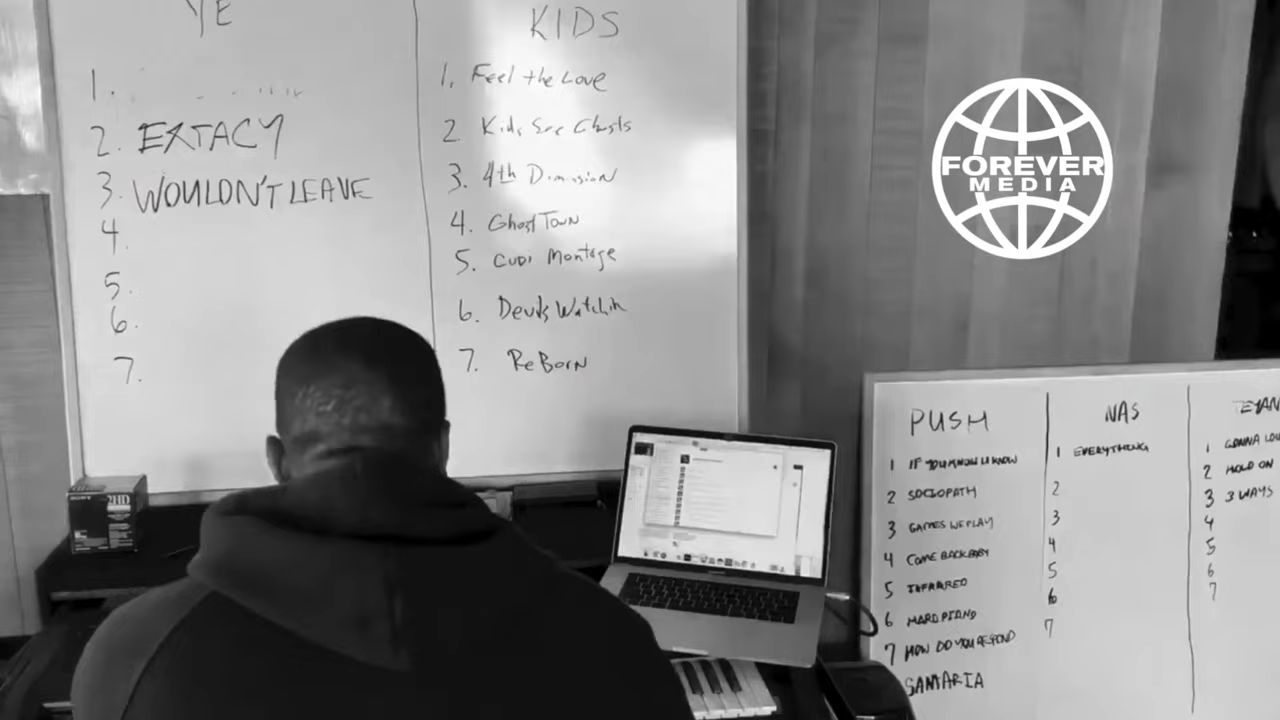 YE
1.
2. EXTACY
3. WOULDN'T LEAVE
4.
5.
6.
7.
KIDS
1. Feel the Love
2 Kids See Ghosts
3. 4th Dimension
4. Ghost Town
5. CUDI Montage
6. Devils Watchin
7. ReBorn
FOREVER
MEDIA
SONY
2HD
PUSH
1 IF YOU KNOW U KNOW
2 SOCIOPATH
3 GAMES WE PLAY
4 COME BACK BABY
5 INFRARED
6 HARD PIANO
7 HOW DO YOU RESPOND
SANTARIA
NAS
1 EVERYTHING
2
3
4
5
6
7
TEYAN
1 GONNA LOV
2 HOLD ON
3 3 WAYS
4
5
6
7